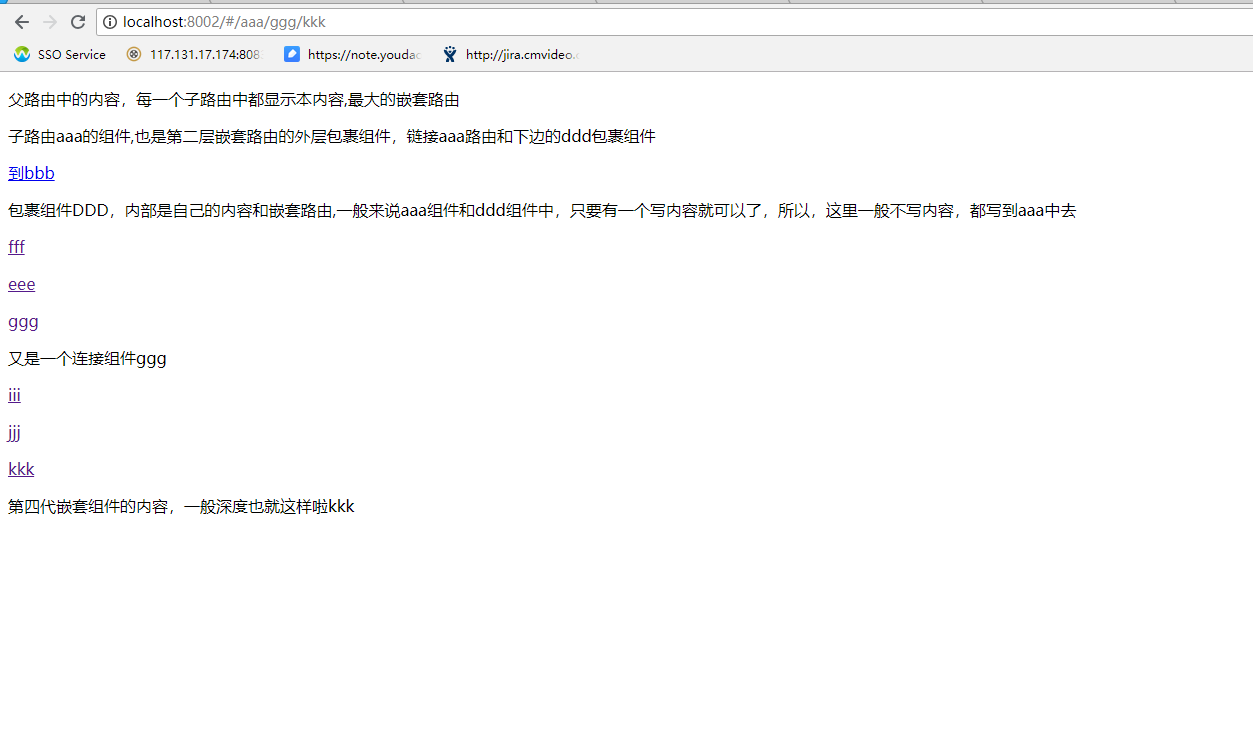 localhost:8002/#/aaa/ggg/kkk
SSO Service 117.131.17.174:808 https://note.youdao http://jira.cmvideo.c
父路由中的内容，每一个子路由中都显示本内容,最大的嵌套路由
子路由aaa的组件,也是第二层嵌套路由的外层包裹组件，链接aaa路由和下边的ddd包裹组件
到bbb
包裹组件DDD，内部是自己的内容和嵌套路由,一般来说aaa组件和ddd组件中，只要有一个写内容就可以了，所以，这里一般不写内容，都写到aaa中去
fff
eee
ggg
又是一个连接组件ggg
iii
jjj
kkk
第四代嵌套组件的内容，一般深度也就这样啦kkk